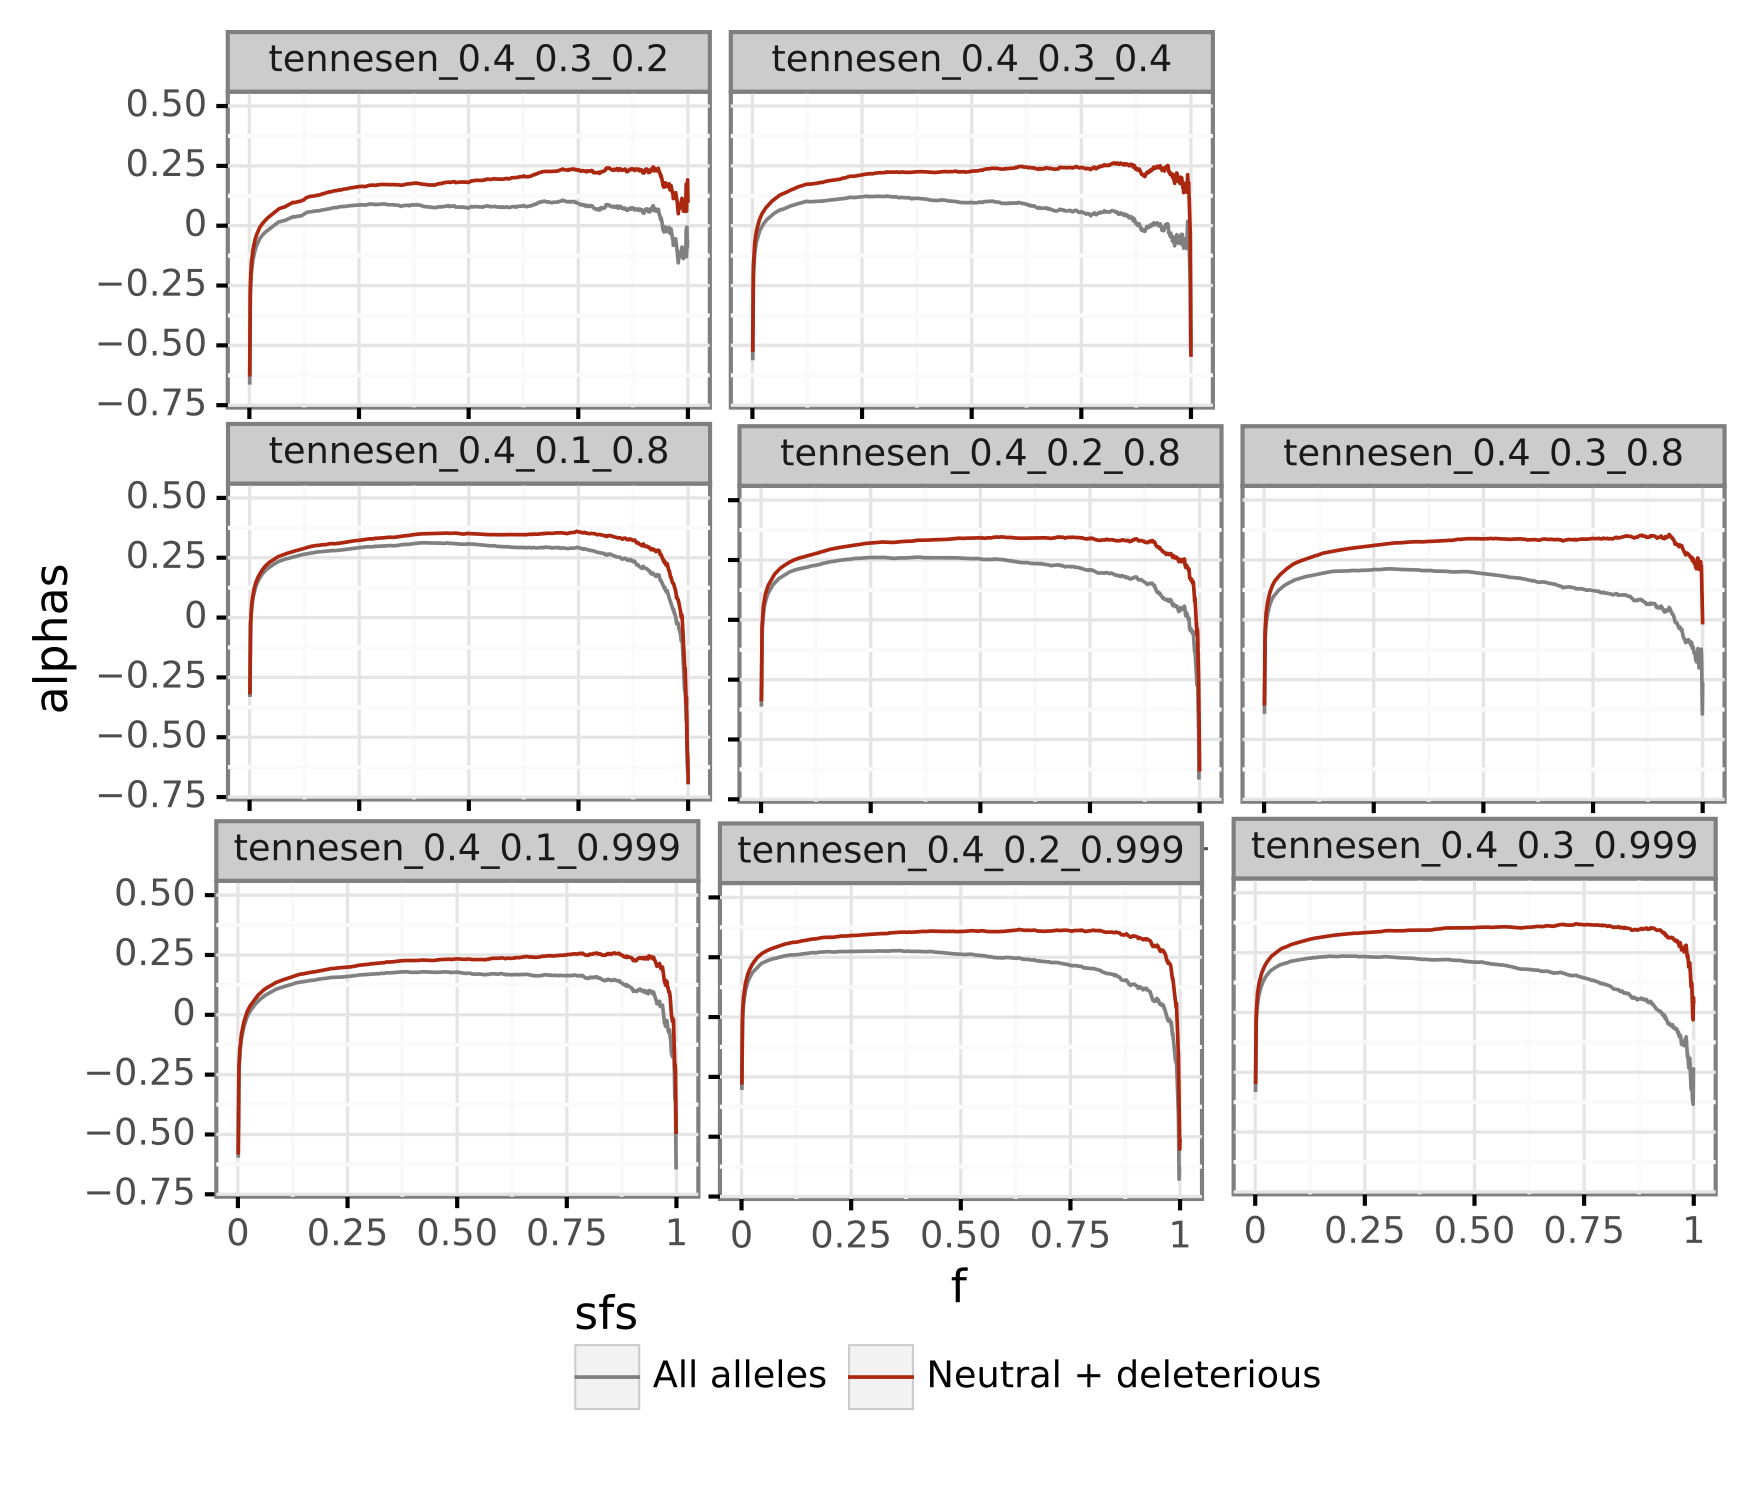 tennesen_0.4_0.3_0.2
tennesen_0.4_0.3_0.4
0.50
0.25
0
−0.25
−0.50
−0.75
tennesen_0.4_0.1_0.8
tennesen_0.4_0.2_0.8
tennesen_0.4_0.3_0.8
0.50
0.25
0
−0.25
−0.50
−0.75
alphas
tennesen_0.4_0.1_0.999
tennesen_0.4_0.2_0.999
tennesen_0.4_0.3_0.999
0.50
0.25
0
−0.25
−0.50
−0.75
0 0.25 0.50 0.75 1
0 0.25 0.50 0.75 1
0 0.25 0.50 0.75 1
f
sfs
All alleles
Neutral + deleterious